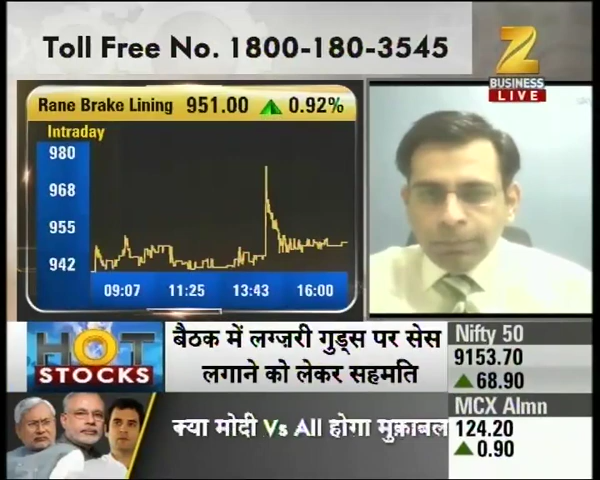 Toll Free No. 1800-180-3545
Z
BUSINESS
LIVE
Rane Brake Lining 951.00 ▲ 0.92%
Intraday
980
968
955
942
09:07 11:25 13:43 16:00
HOT
STOCKS
बैठक में लग्ज़री गुड्स पर सेस
लगाने को लेकर सहमति
Nifty 50
9153.70
▲ 68.90
क्या मोदी Vs All होगा मुक़ाबल
MCX Almn
124.20
▲ 0.90